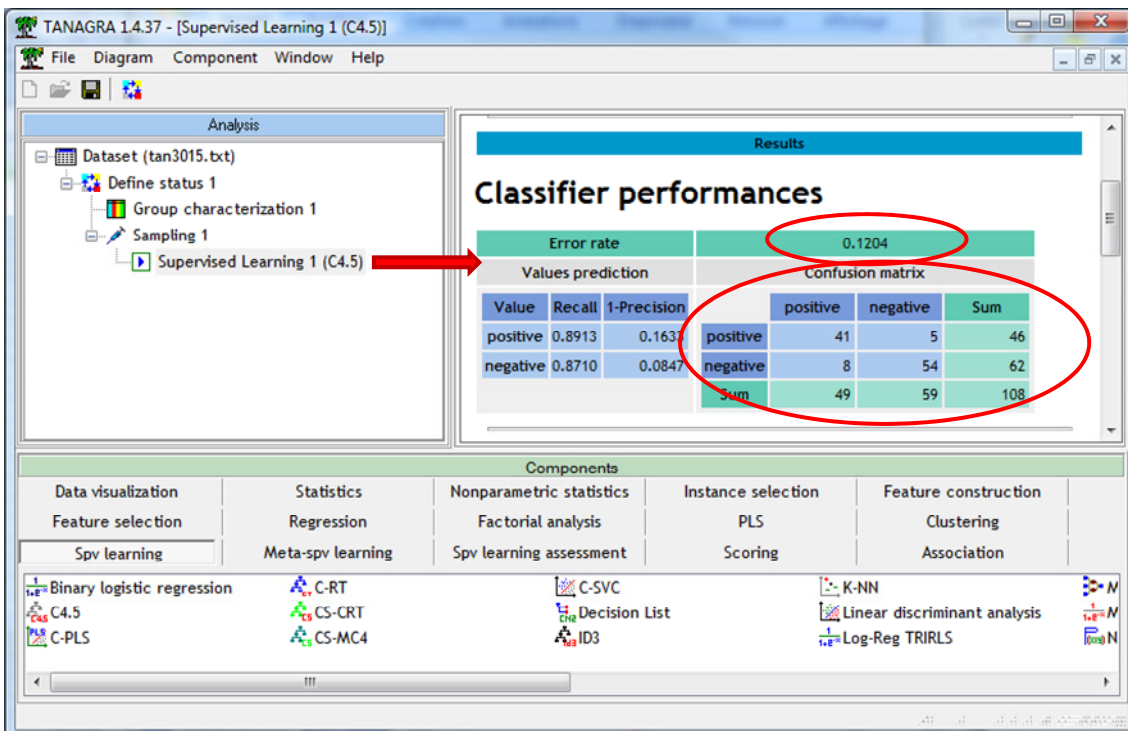 TANAGRA 1.4.37 - [Supervised Learning 1 (C4.5)]
File Diagram Component Window Help
Analysis
Dataset (tan3015.txt)
Define status 1
Group characterization 1
Sampling 1
Supervised Learning 1 (C4.5)
Results
Classifier performances
Error rate 0.1204
Values prediction Confusion matrix
Value Recall 1-Precision positive negative Sum
positive 0.8913 0.1633 positive 41 5 46
negative 0.8710 0.0847 negative 8 54 62
Sum 49 59 108
Components
Data visualization Statistics Nonparametric statistics Instance selection Feature construction
Feature selection Regression Factorial analysis PLS Clustering
Spv learning Meta-spv learning Spv learning assessment Scoring Association
Binary logistic regression C-RT C-SVC K-NN M
C4.5 CS-CRT Decision List Linear discriminant analysis M
C-PLS CS-MC4 ID3 Log-Reg TRIRLS N